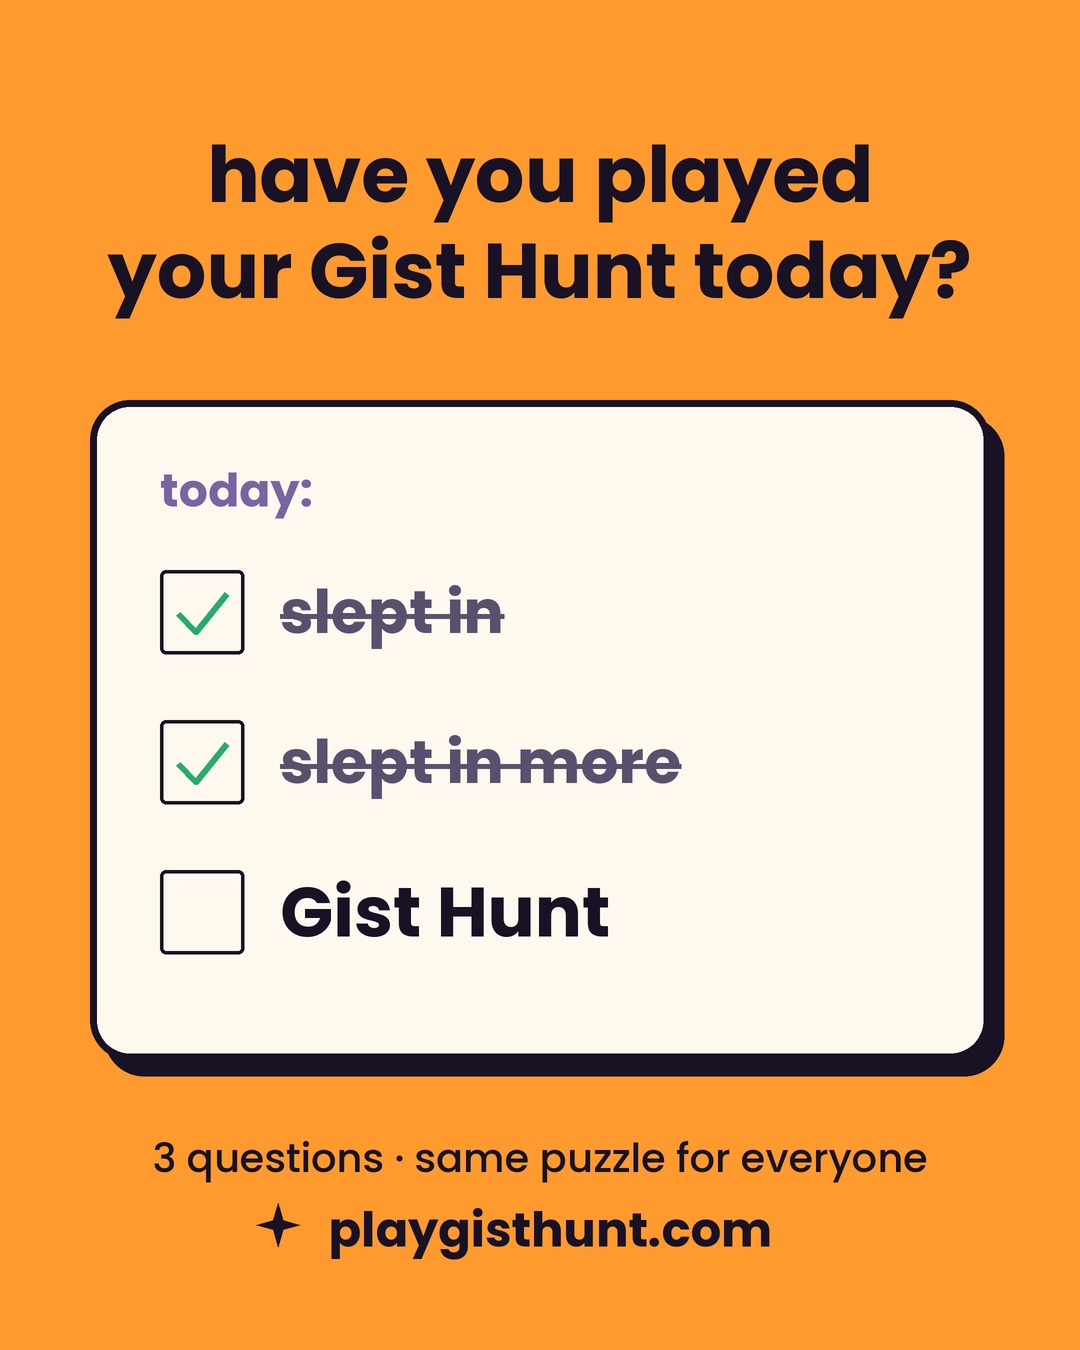 have you played
your Gist Hunt today?
today:
slept in
slept in more
Gist Hunt
3 questions · same puzzle for everyone
playgisthunt.com